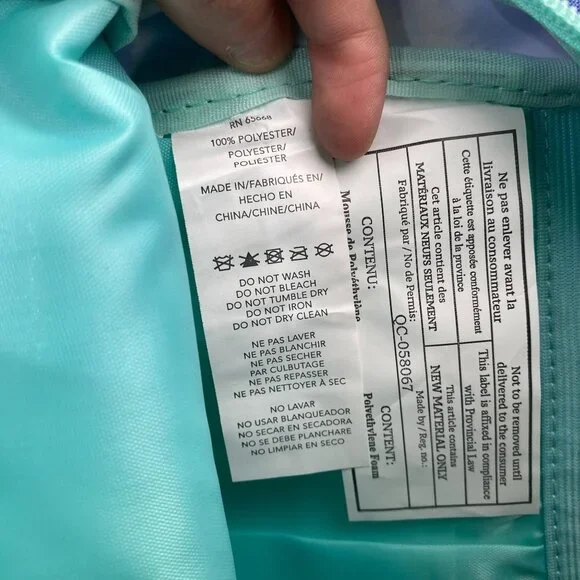 RN 65668
100% POLYESTER/
POLYESTER/
POLIÉSTER
MADE IN/FABRIQUÉS EN/
HECHO EN
CHINA/CHINE/CHINA
DO NOT WASH
DO NOT BLEACH
DO NOT TUMBLE DRY
DO NOT IRON
DO NOT DRY CLEAN
NE PAS LAVER
NE PAS BLANCHIR
NE PAS SECHER
PAR CULBUTAGE
NE PAS REPASSER
NE PAS NETTOYER À SEC
NO LAVAR
NO USAR BLANQUEADOR
NO SECAR EN SECADORA
NO SE DEBE PLANCHARE
NO LIMPIAR EN SECO
Ne pas enlever avant la
livraison au consommateur
Cette étiquette est apposée conformément
à la loi de la province
Cet article contient des
MATÉRIAUX NEUFS SEULEMENT
Fabriqué par / No de Permis:
QC-058067
CONTENU:
Mousse de Polyéthylène
Not to be removed until
delivered to the consumer
This label is affixed in compliance
with Provincial Law
This article contains
NEW MATERIAL ONLY
Made by / Reg. no.:
CONTENT:
Polyethylene Foam